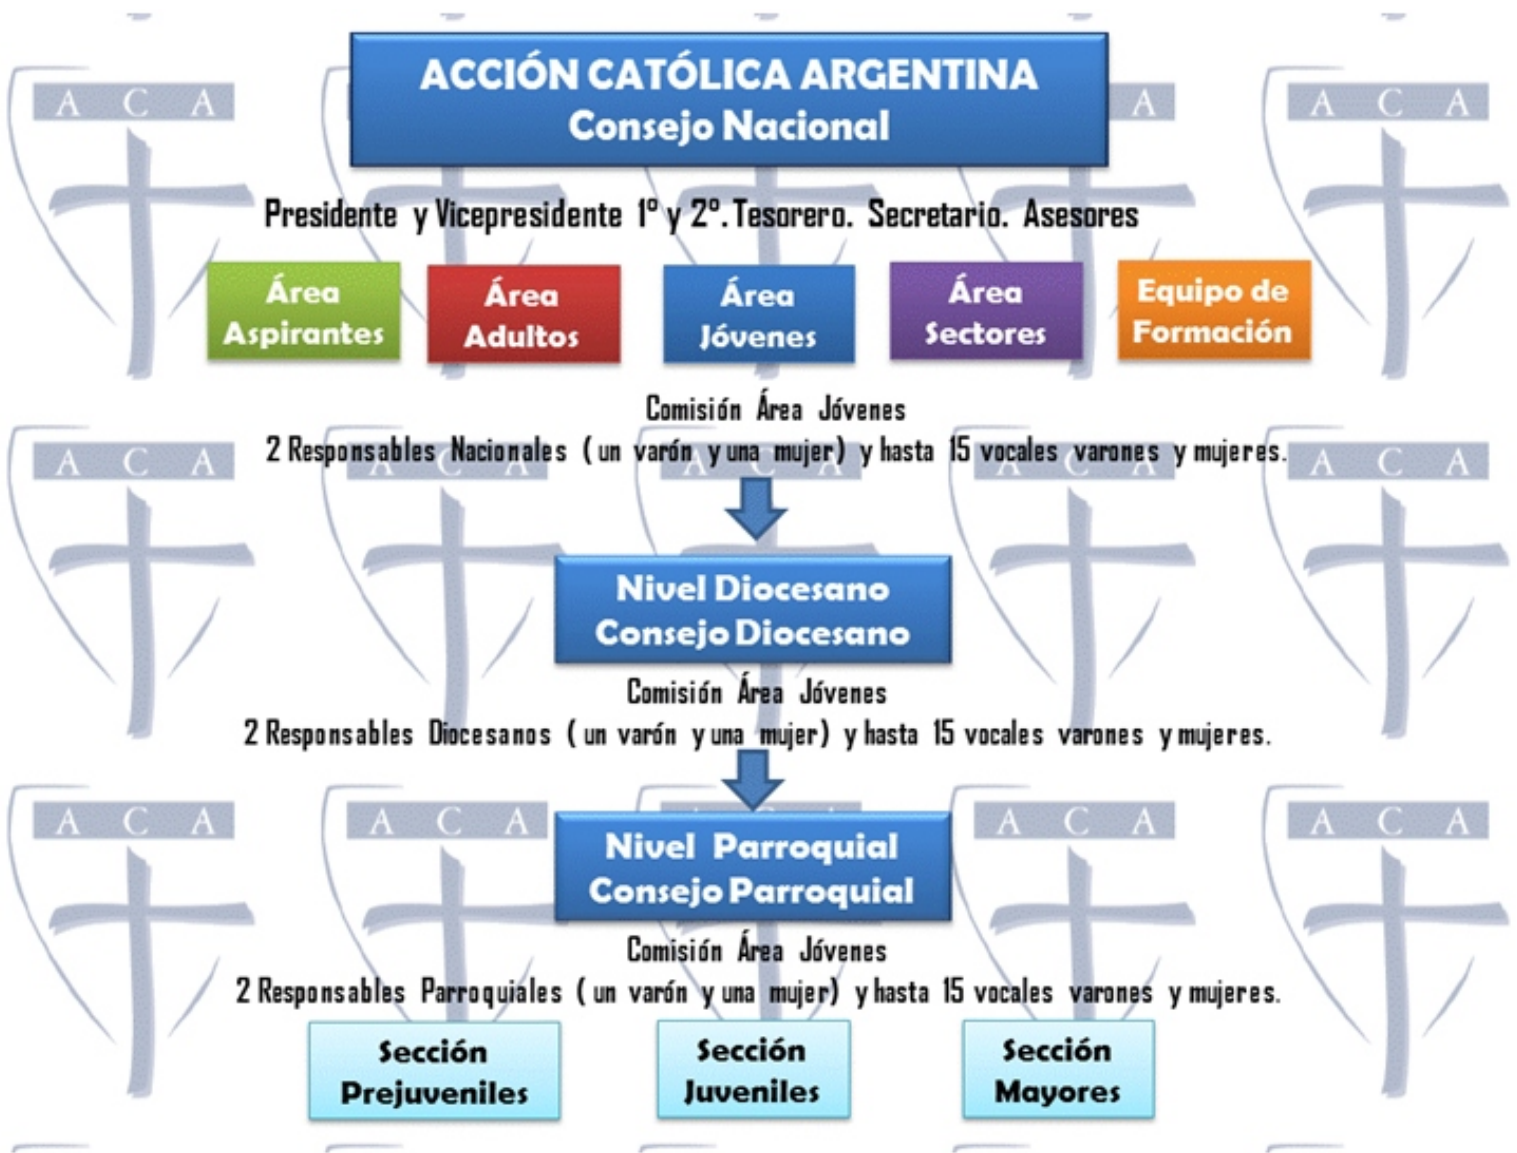 ACCIÓN CATÓLICA ARGENTINA
Consejo Nacional
Presidente y Vicepresidente 1º y 2º. Tesorero. Secretario. Asesores
Área
Aspirantes
Área
Adultos
Área
Jóvenes
Área
Sectores
Equipo de
Formación
Comisión Área Jóvenes
2 Responsables Nacionales ( un varón y una mujer) y hasta 15 vocales varones y mujeres.
Nivel Diocesano
Consejo Diocesano
Comisión Área Jóvenes
2 Responsables Diocesanos ( un varón y una mujer) y hasta 15 vocales varones y mujeres.
Nivel Parroquial
Consejo Parroquial
Comisión Área Jóvenes
2 Responsables Parroquiales ( un varón y una mujer) y hasta 15 vocales varones y mujeres.
Sección
Prejuveniles
Sección
Juveniles
Sección
Mayores
A C A
A
A C A
A C A
A C A
A C A
A C A
A C A
A C A
A C A
A C A
A C A
A C A